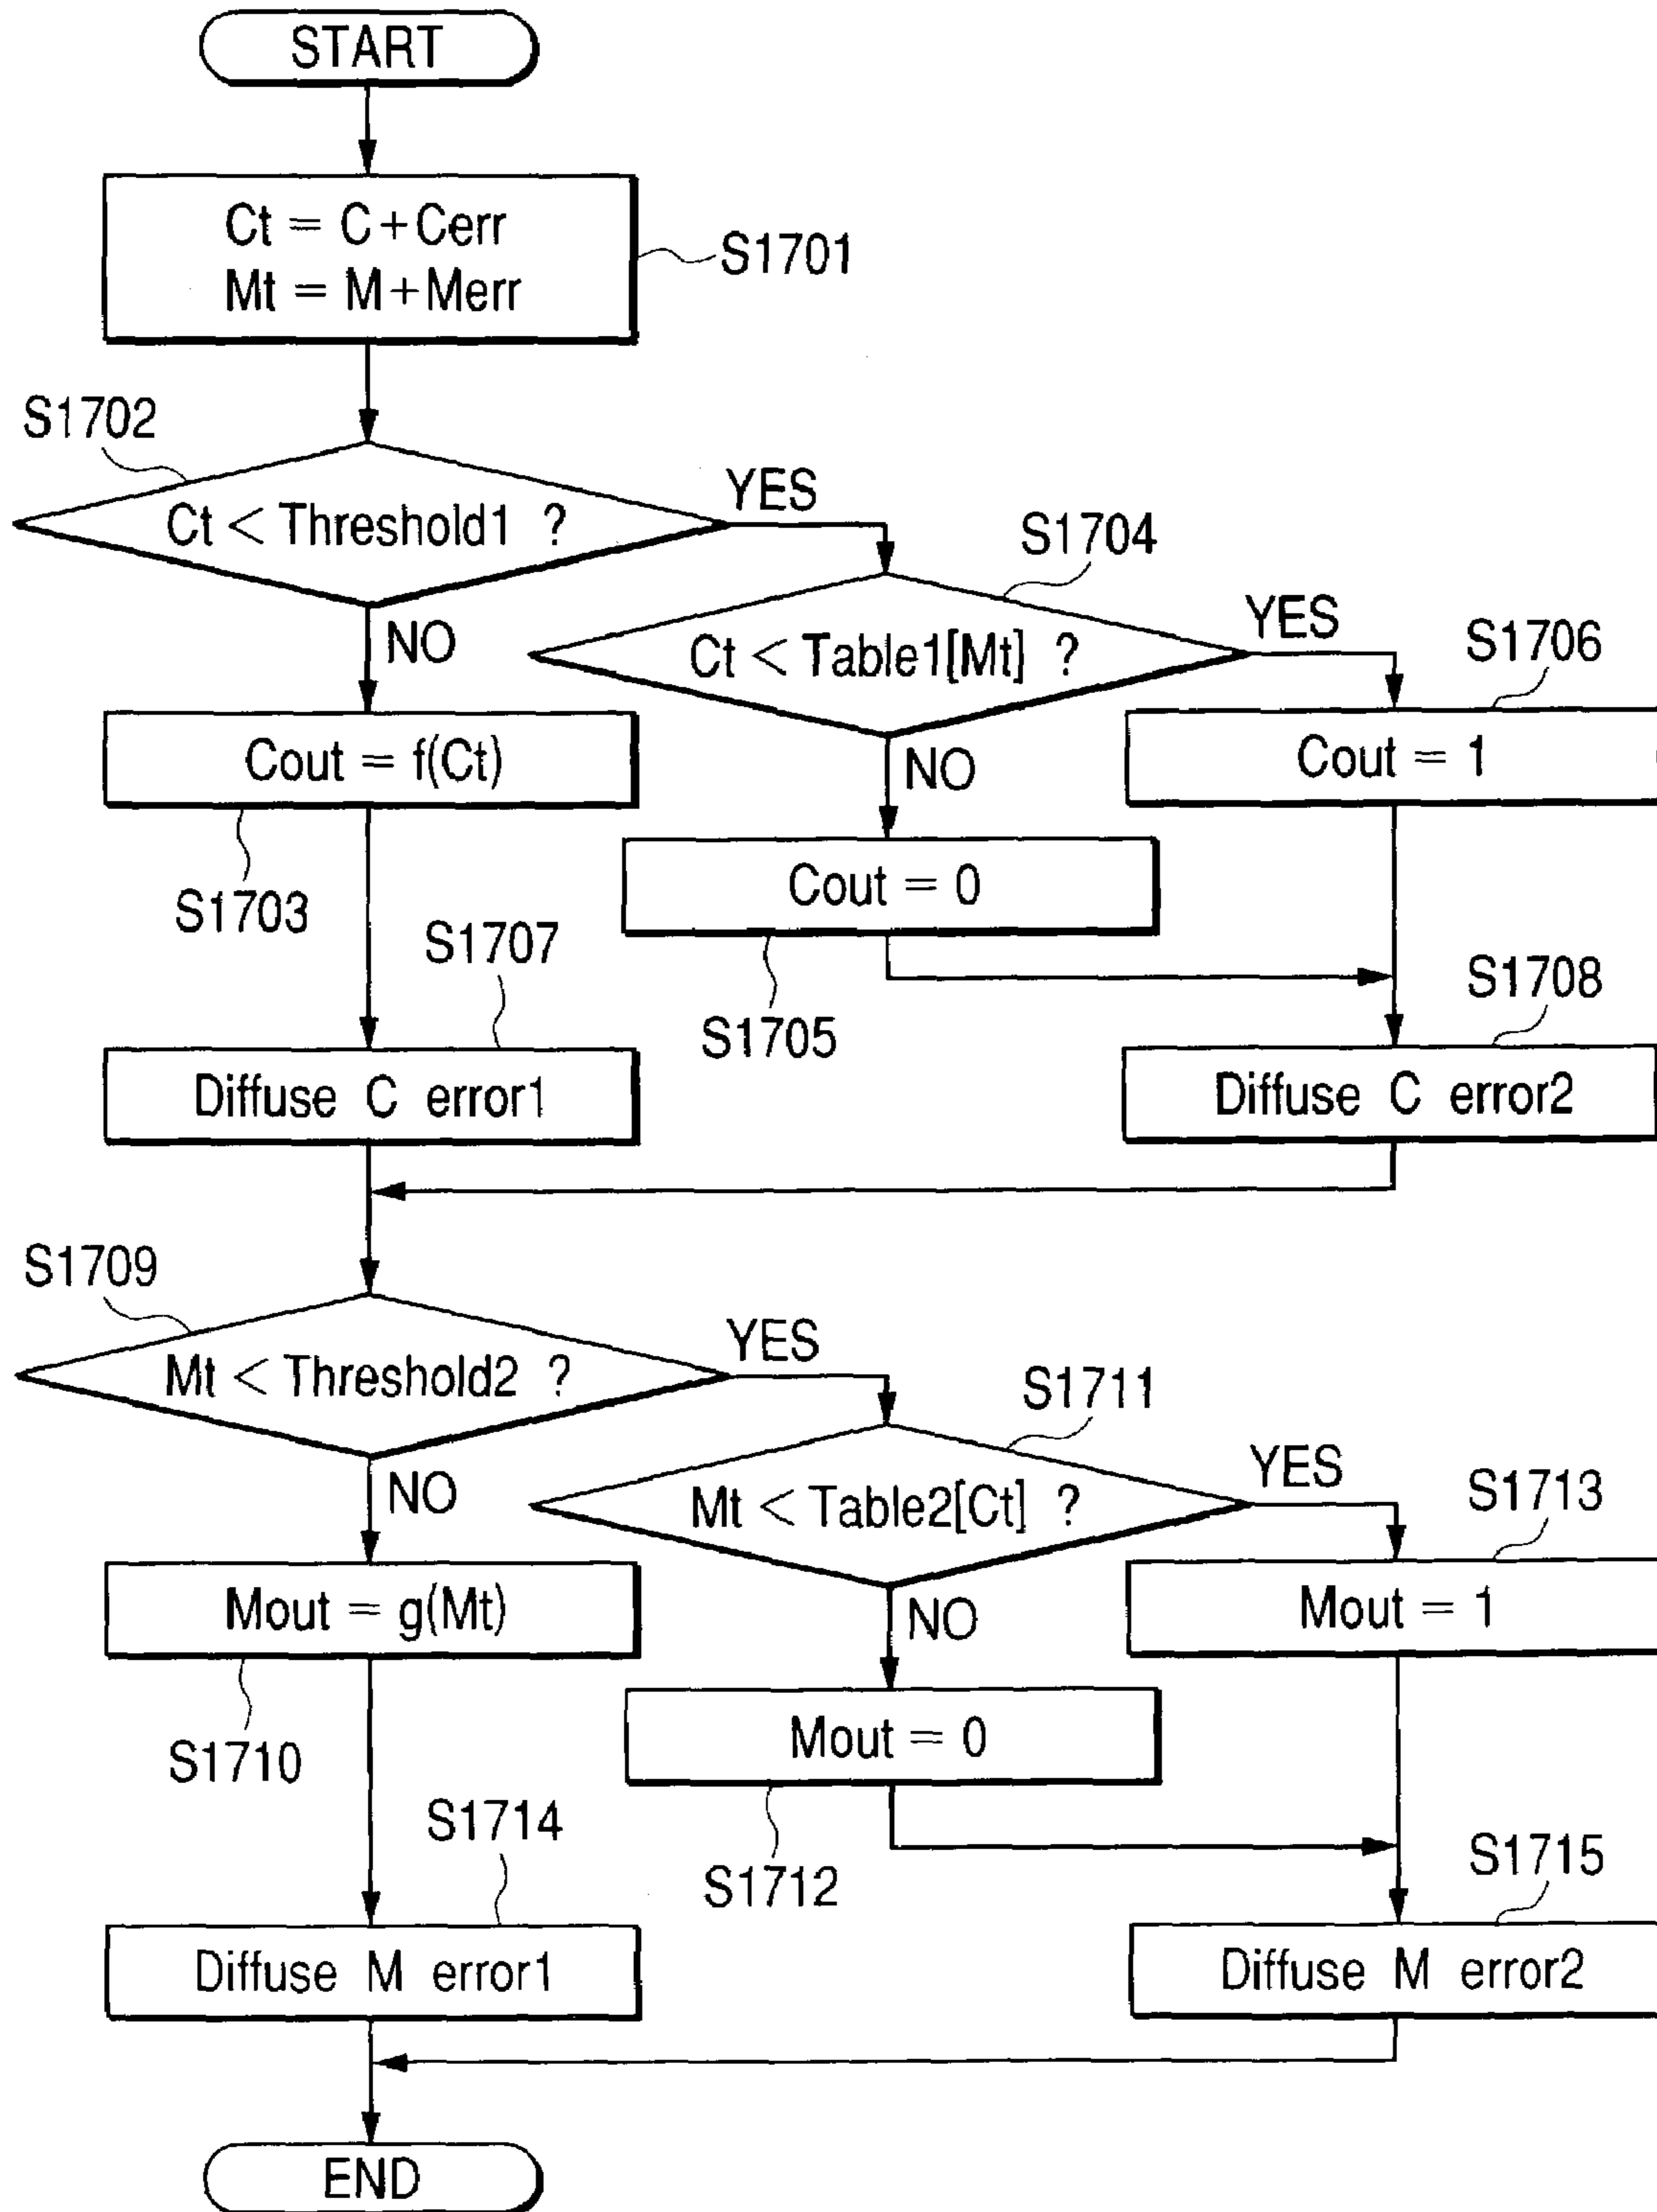 START
Ct = C+Cerr
Mt = M+Merr
S1701
S1702
Ct < Threshold1 ?
YES
NO
S1704
Ct < Table1[Mt] ?
YES
NO
S1706
Cout = 1
Cout = f(Ct)
S1703
Cout = 0
S1705
S1707
Diffuse C error1
S1708
Diffuse C error2
S1709
Mt < Threshold2 ?
YES
NO
S1711
Mt < Table2[Ct] ?
YES
NO
S1713
Mout = 1
Mout = g(Mt)
S1710
Mout = 0
S1712
S1714
Diffuse M error1
S1715
Diffuse M error2
END